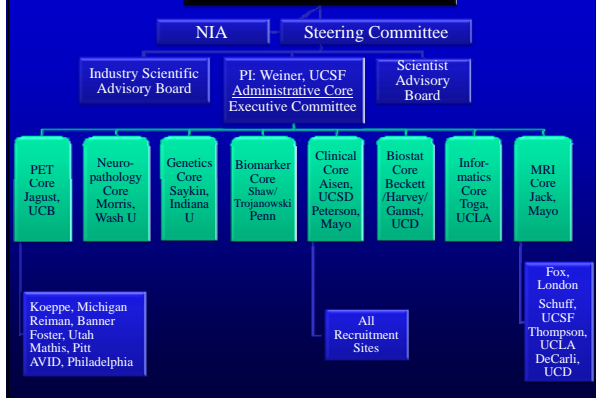 NIA
Steering Committee
Industry Scientific
Advisory Board
PI: Weiner, UCSF
Administrative Core
Executive Committee
Scientist
Advisory
Board
PET
Core
Jagust,
UCB
Neuro-
pathology
Core
Morris,
Wash U
Genetics
Core
Saykin,
Indiana
U
Biomarker
Core
Shaw/
Trojanowski
Penn
Clinical
Core
Aisen,
UCSD
Peterson,
Mayo
Biostat
Core
Beckett
/Harvey/
Gamst,
UCD
Infor-
matics
Core
Toga,
UCLA
MRI
Core
Jack,
Mayo
Koeppe, Michigan
Reiman, Banner
Foster, Utah
Mathis, Pitt
AVID, Philadelphia
All
Recruitment
Sites
Fox,
London
Schuff,
UCSF
Thompson,
UCLA
DeCarli,
UCD